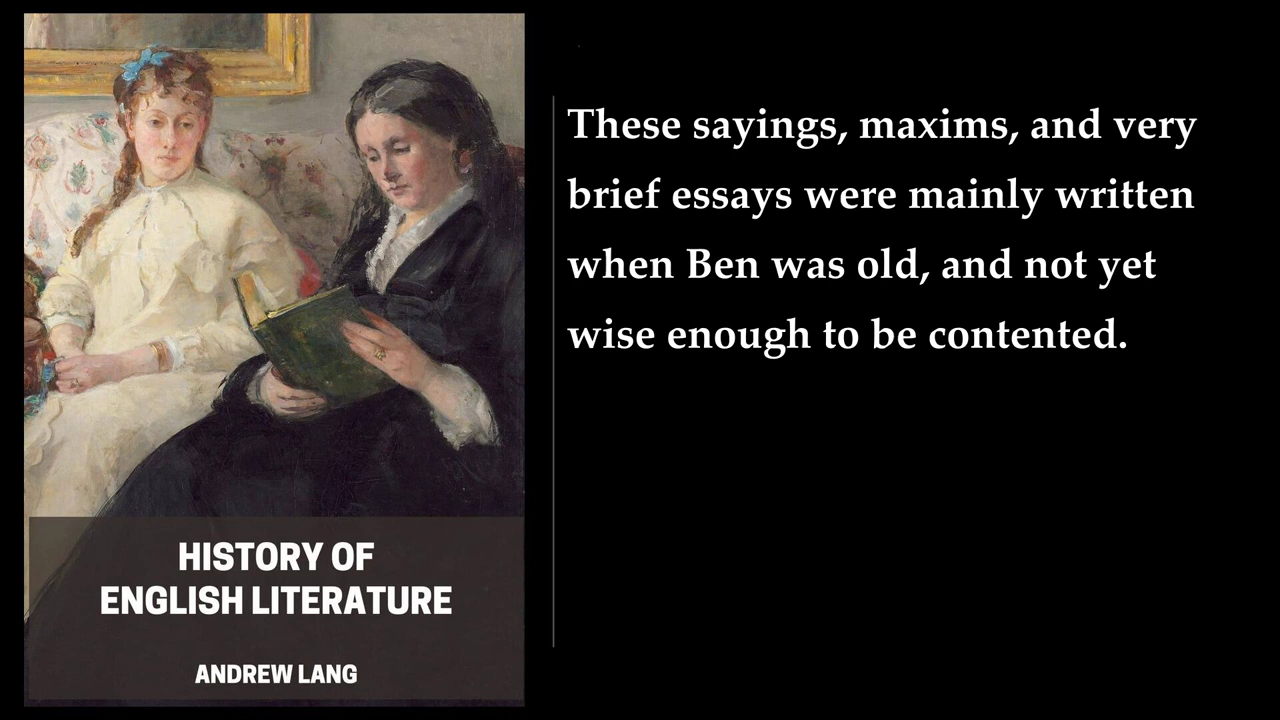 These sayings, maxims, and very
brief essays were mainly written
when Ben was old, and not yet
wise enough to be contented.
HISTORY OF
ENGLISH LITERATURE
ANDREW LANG